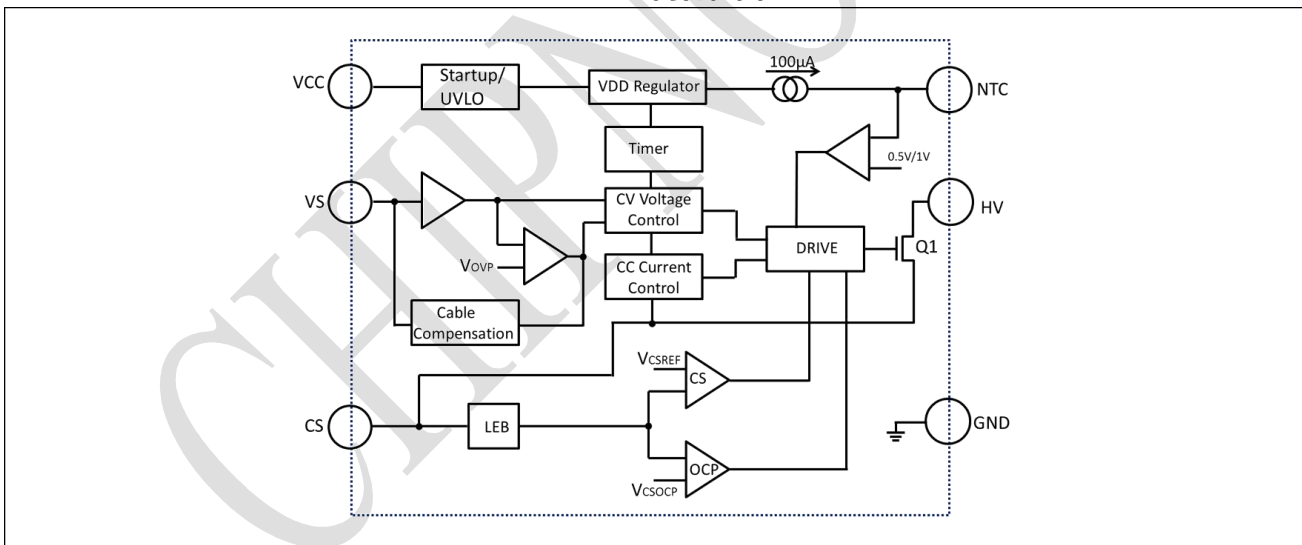 100µA
VCC
Startup/
UVLO
VDD Regulator
NTC
Timer
0.5V/1V
VS
CV Voltage
Control
HV
DRIVE
Q1
VOVP
CC Current
Control
Cable
Compensation
VCSREF
CS
CS
LEB
GND
OCP
VCSOCP